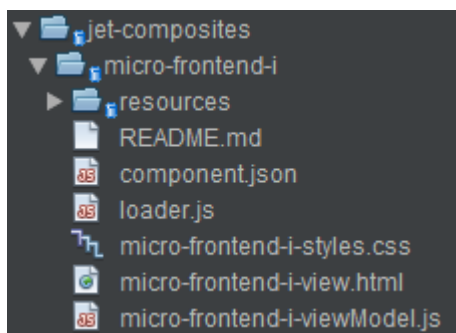 jet-composites
micro-frontend-i
resources
README.md
component.json
loader.js
micro-frontend-i-styles.css
micro-frontend-i-view.html
micro-frontend-i-viewModel.js